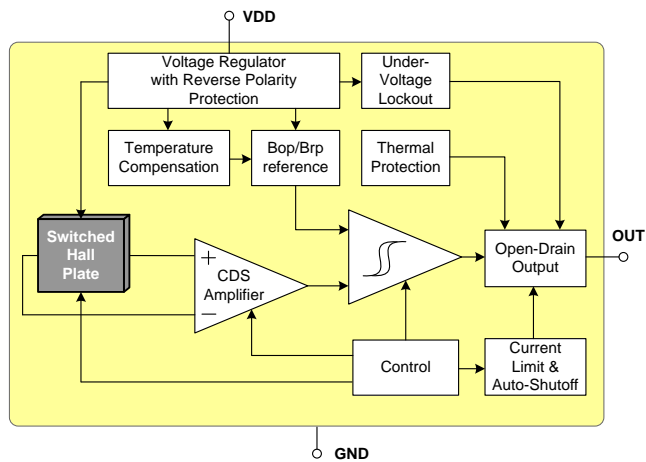 VDD
Voltage Regulator
with Reverse Polarity
Protection
Under-
Voltage
Lockout
Temperature
Compensation
Bop/Brp
reference
Thermal
Protection
Switched
Hall
Plate
+
CDS
Amplifier
−
Open-Drain
Output
OUT
Control
Current
Limit &
Auto-Shutoff
GND